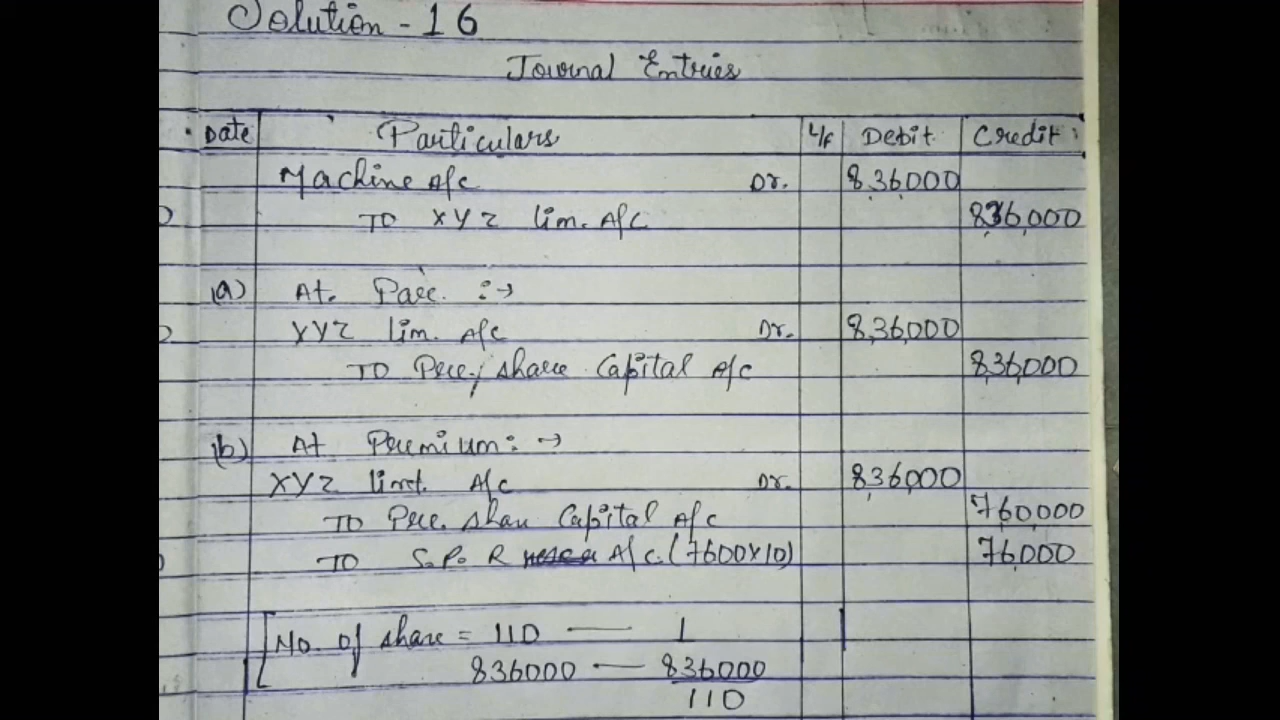 Solution - 16
Journal Entries
Date Particulars L/F Debit Credit
Machine A/c Dr. 8,36,000
TO XYZ lim. A/c 8,36,000
(a) At Par :→
XYZ lim. A/c Dr. 8,36,000
TO Pre. share Capital A/c 8,36,000
(b) At Premium : →
XYZ limt. A/c Dr. 8,36,000
TO Pre. share Capital A/c 7,60,000
TO S.P.R A/c (7600×10) 76,000
No. of share = 110 — 1
836000 — 836000
110